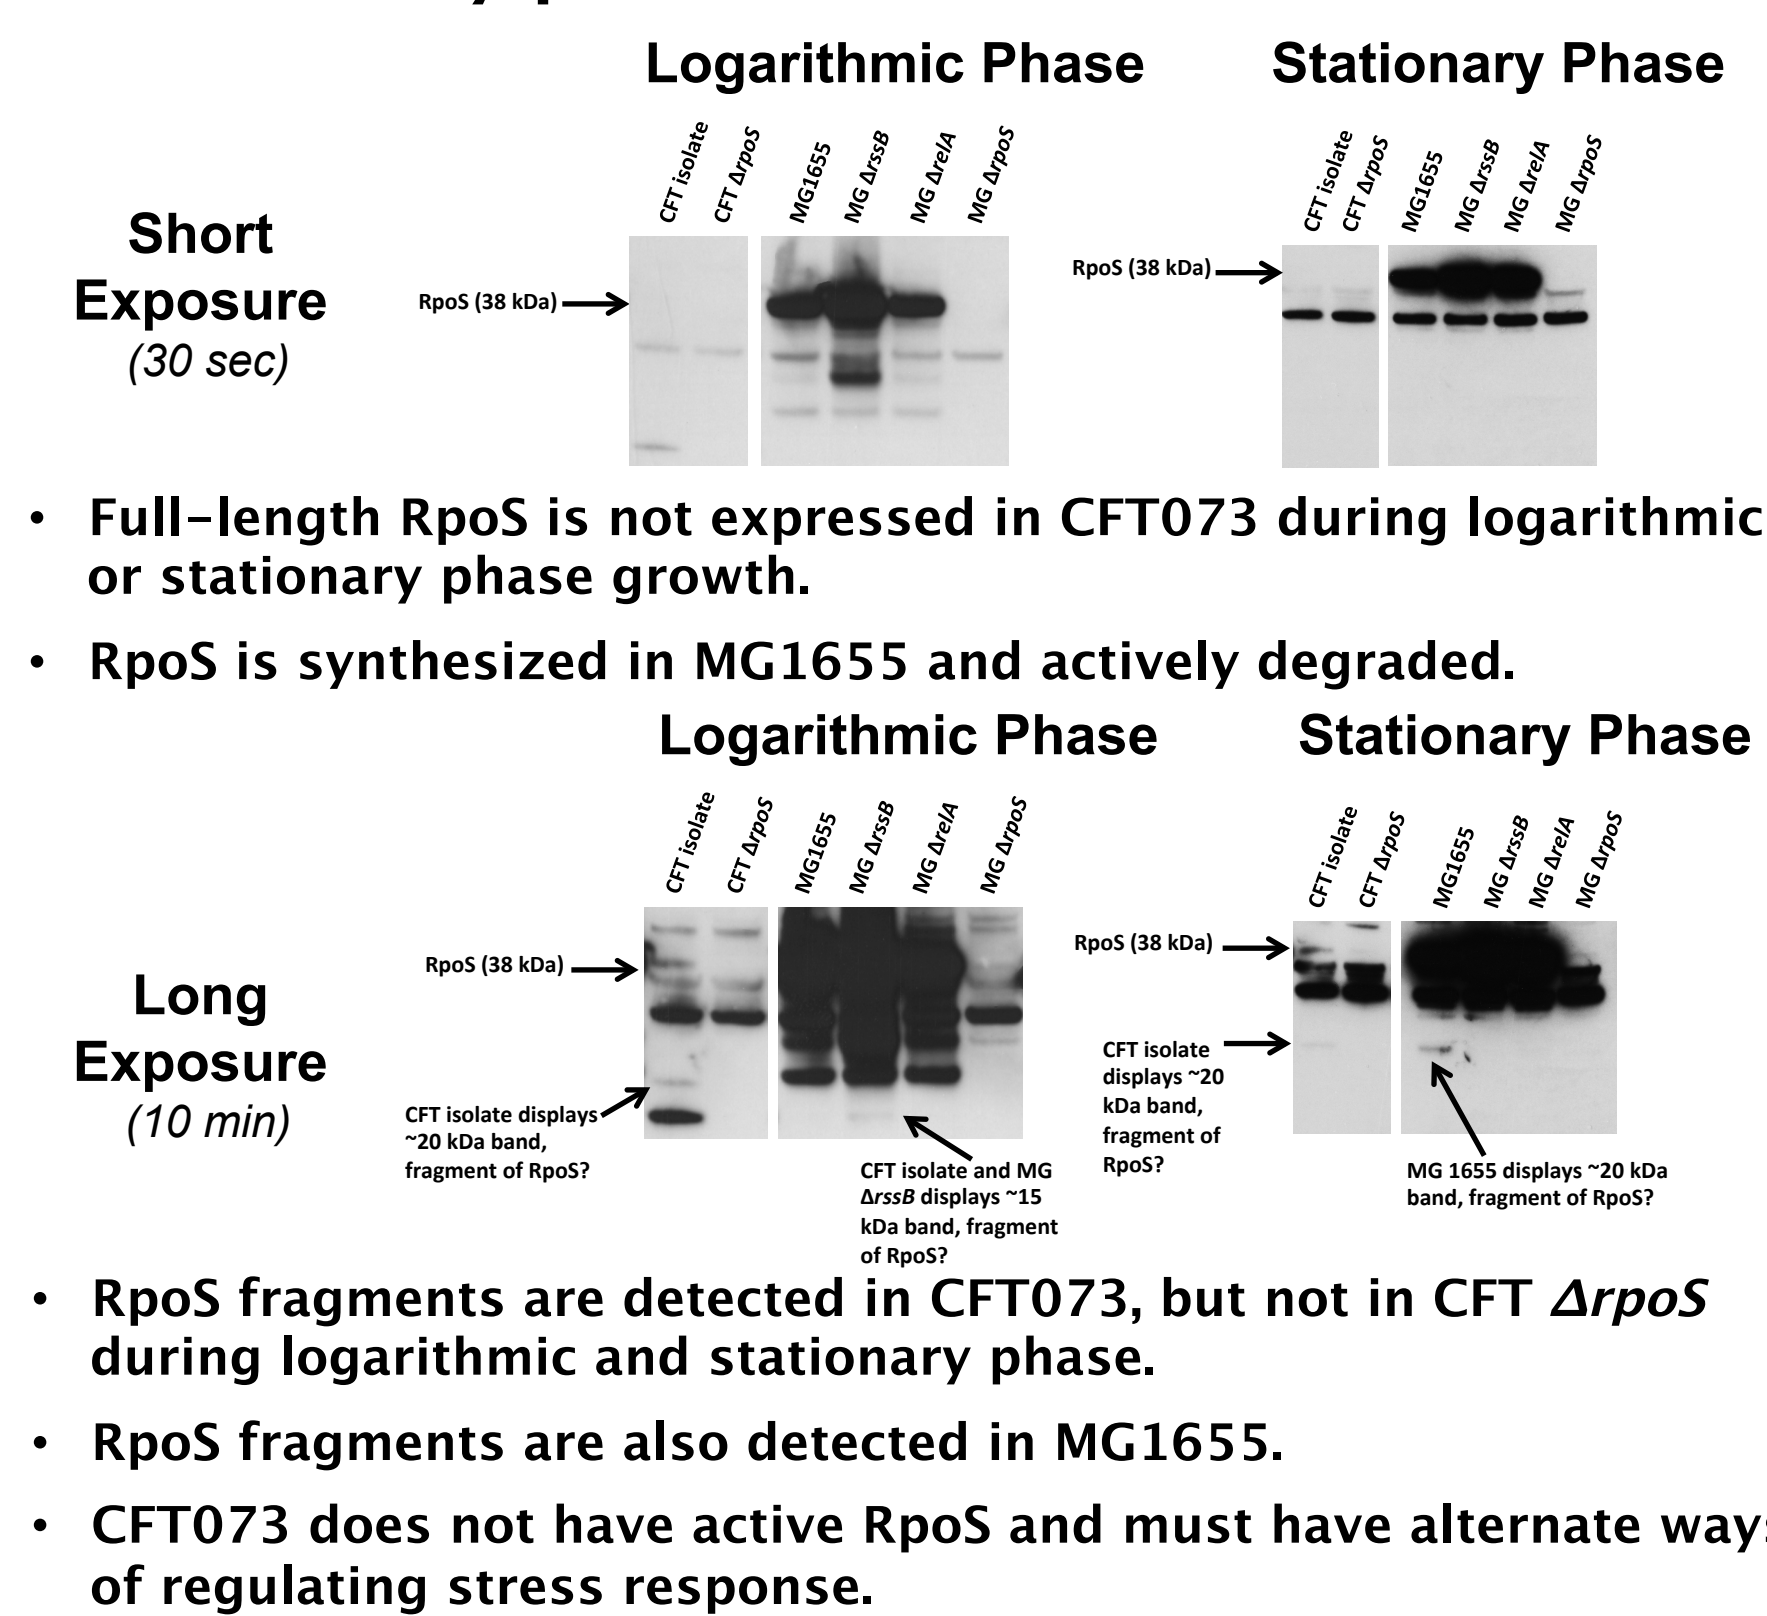 Logarithmic Phase
Stationary Phase
CFT isolate
CFT ΔrpoS
MG1655
MG ΔrssB
MG ΔrelA
MG ΔrpoS
CFT isolate
CFT ΔrpoS
MG1655
MG ΔrssB
MG ΔrelA
MG ΔrpoS
Short
Exposure
(30 sec)
RpoS (38 kDa)
RpoS (38 kDa)
• Full-length RpoS is not expressed in CFT073 during logarithmic
or stationary phase growth.
• RpoS is synthesized in MG1655 and actively degraded.
Logarithmic Phase
Stationary Phase
CFT isolate
CFT ΔrpoS
MG1655
MG ΔrssB
MG ΔrelA
MG ΔrpoS
CFT isolate
CFT ΔrpoS
MG1655
MG ΔrssB
MG ΔrelA
MG ΔrpoS
Long
Exposure
(10 min)
RpoS (38 kDa)
RpoS (38 kDa)
CFT isolate displays
~20 kDa band,
fragment of RpoS?
CFT isolate and MG
ΔrssB displays ~15
kDa band, fragment
of RpoS?
CFT isolate
displays ~20
kDa band,
fragment of
RpoS?
MG 1655 displays ~20 kDa
band, fragment of RpoS?
• RpoS fragments are detected in CFT073, but not in CFT ΔrpoS
during logarithmic and stationary phase.
• RpoS fragments are also detected in MG1655.
• CFT073 does not have active RpoS and must have alternate ways
of regulating stress response.